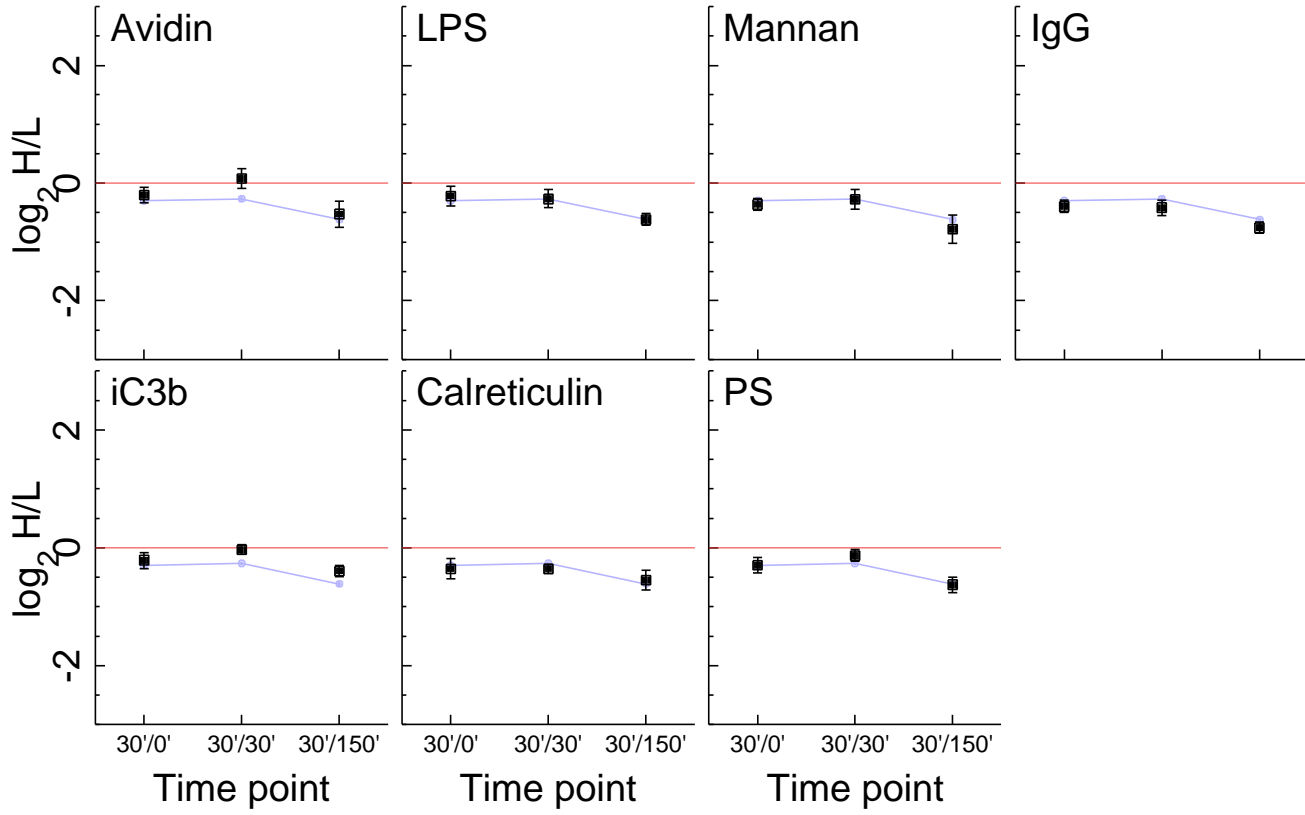 Avidin
LPS
Mannan
IgG
2
0
-2
log2 H/L
iC3b
Calreticulin
PS
2
0
-2
log2 H/L
30'/0' 30'/30' 30'/150'
30'/0' 30'/30' 30'/150'
30'/0' 30'/30' 30'/150'
Time point
Time point
Time point